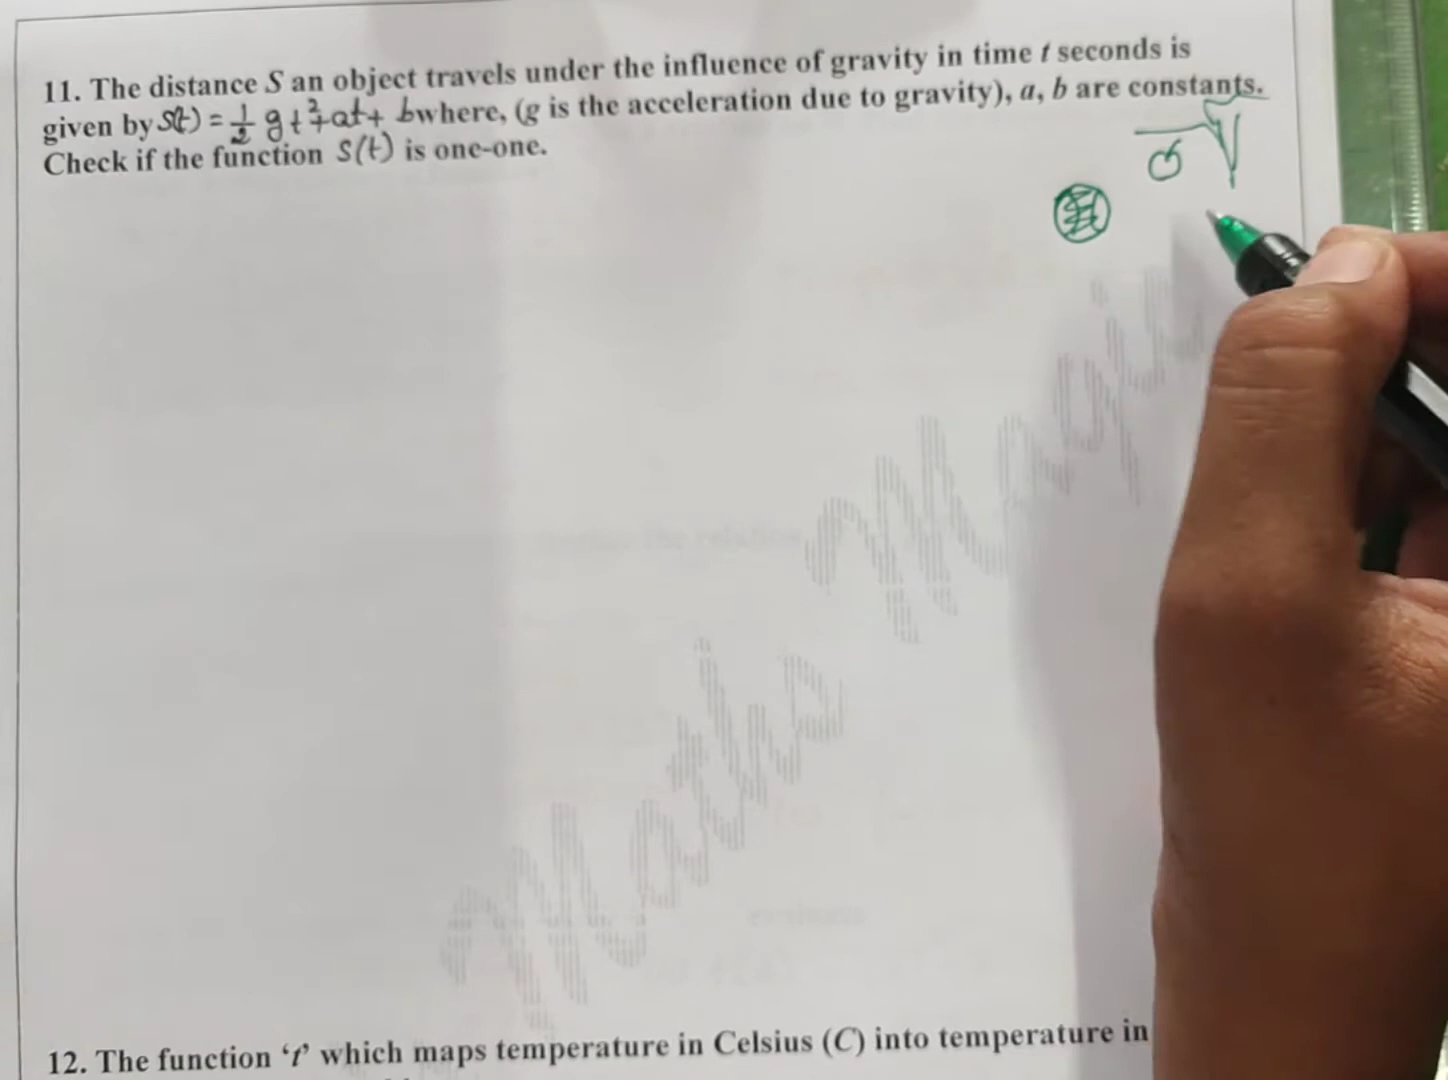 11. The distance S an object travels under the influence of gravity in time t seconds is
given by S(t) = 1/2 gt²+at+ b where, (g is the acceleration due to gravity), a, b are constants.
Check if the function S(t) is one-one.
Maths Magic
12. The function ‘t’ which maps temperature in Celsius (C) into temperature in